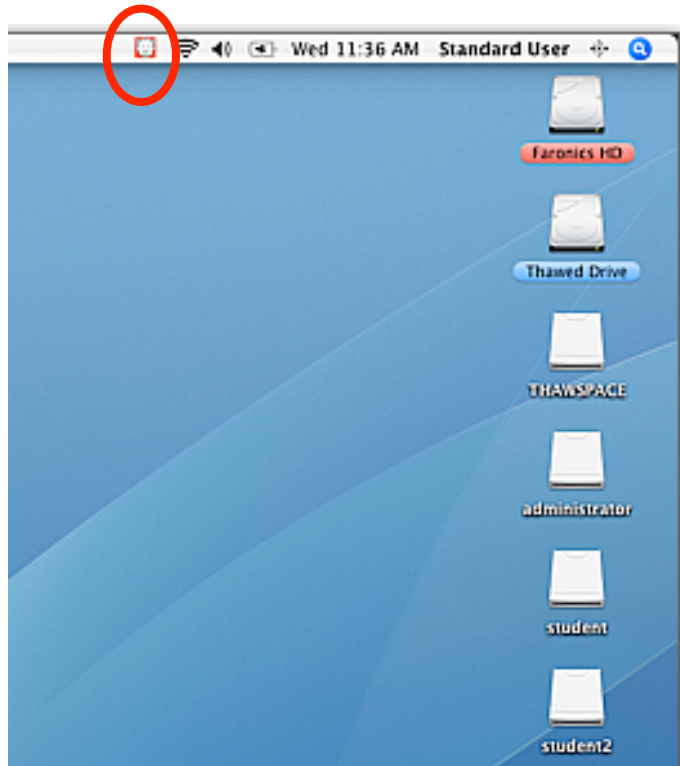 Wed 11:36 AM Standard User
Faronics HD
Thawed Drive
THAWSPACE
administrator
student
student2